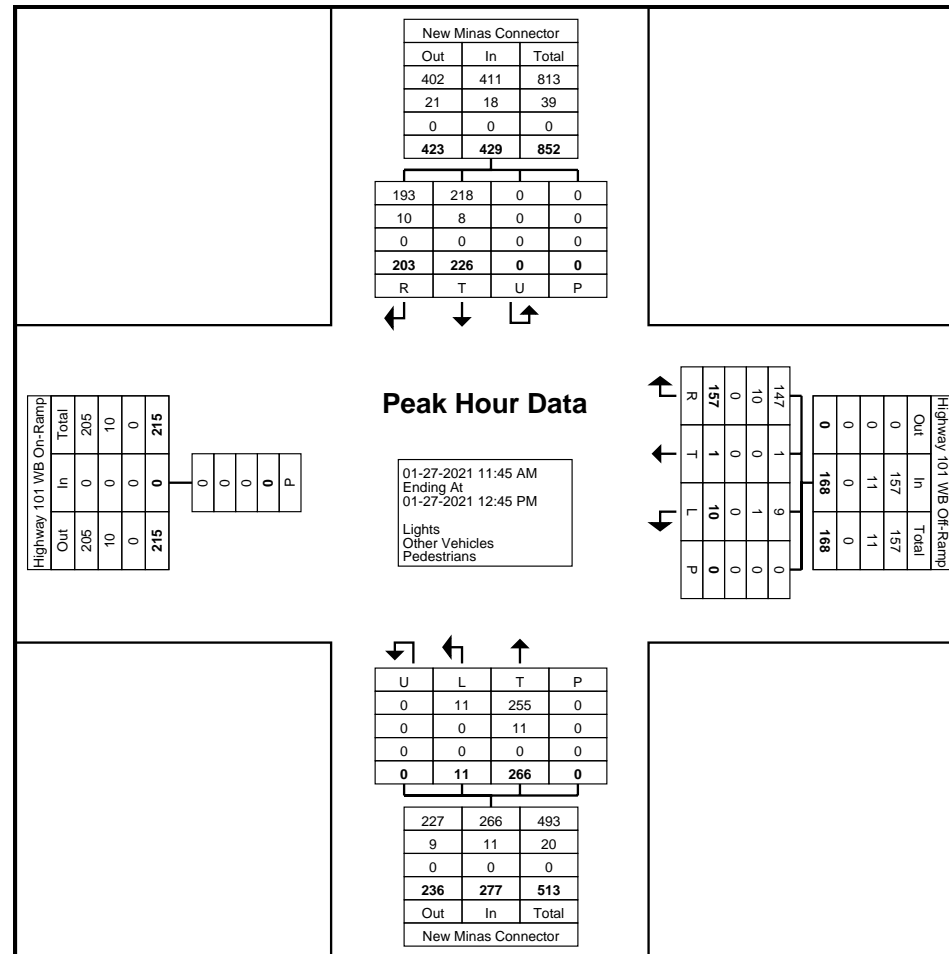 New Minas Connector
Out In Total
402 411 813
21 18 39
0 0 0
423 429 852
193 218 0 0
10 8 0 0
0 0 0 0
203 226 0 0
R T U P
Peak Hour Data
01-27-2021 11:45 AM
Ending At
01-27-2021 12:45 PM
Lights
Other Vehicles
Pedestrians
Highway 101 WB On-Ramp
Out In Total
205 0 205
10 0 10
0 0 0
215 0 215
0
0
0
0
P
Highway 101 WB Off-Ramp
Out In Total
0 157 157
0 11 11
0 0 0
0 168 168
147 1 9 0
10 0 1 0
0 0 0 0
157 1 10 0
R T L P
U L T P
0 11 255 0
0 0 11 0
0 0 0 0
0 11 266 0
227 266 493
9 11 20
0 0 0
236 277 513
Out In Total
New Minas Connector